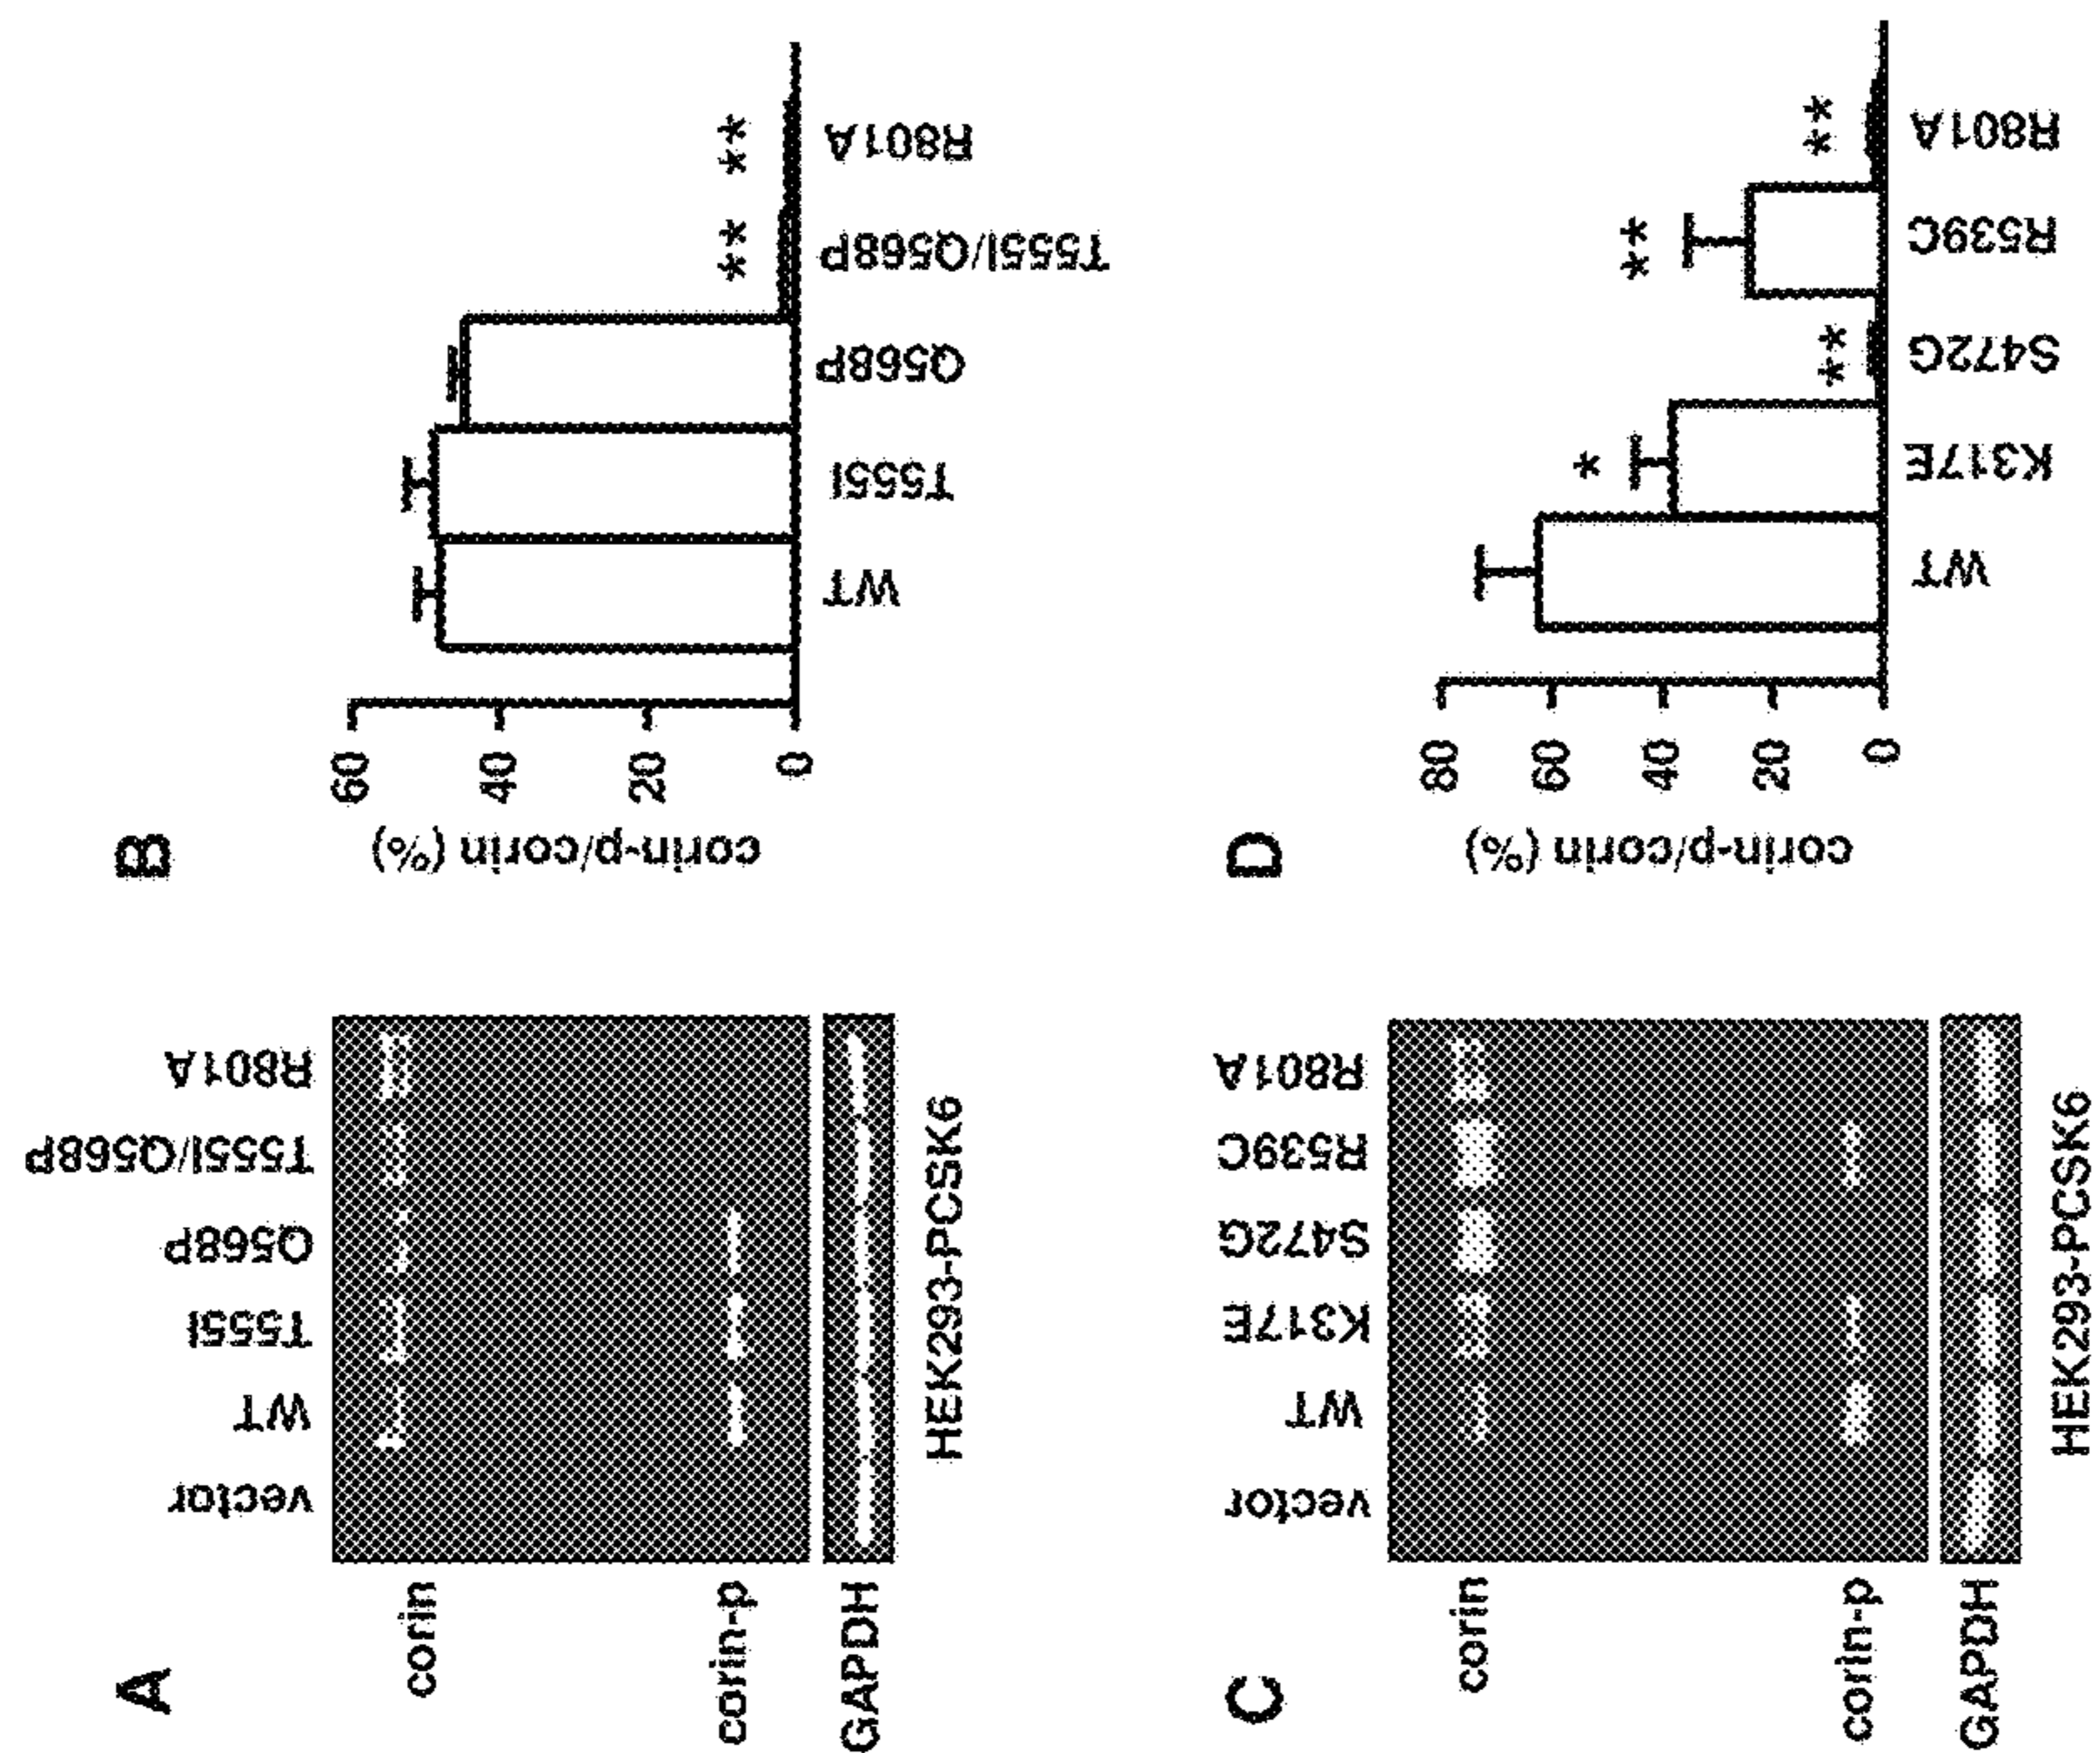 A
vector
WT
T555I
Q568P
T555I/Q568P
R801A
corin
corin-p
GAPDH
HEK293-PCSK6
B
corin-p/corin (%)
60
40
20
0
**
**
WT
T555I
Q568P
T555I/Q568P
R801A
C
vector
WT
K317E
S472G
R539C
R801A
corin
corin-p
GAPDH
HEK293-PCSK6
D
corin-p/corin (%)
80
60
40
20
0
*
**
**
**
WT
K317E
S472G
R539C
R801A